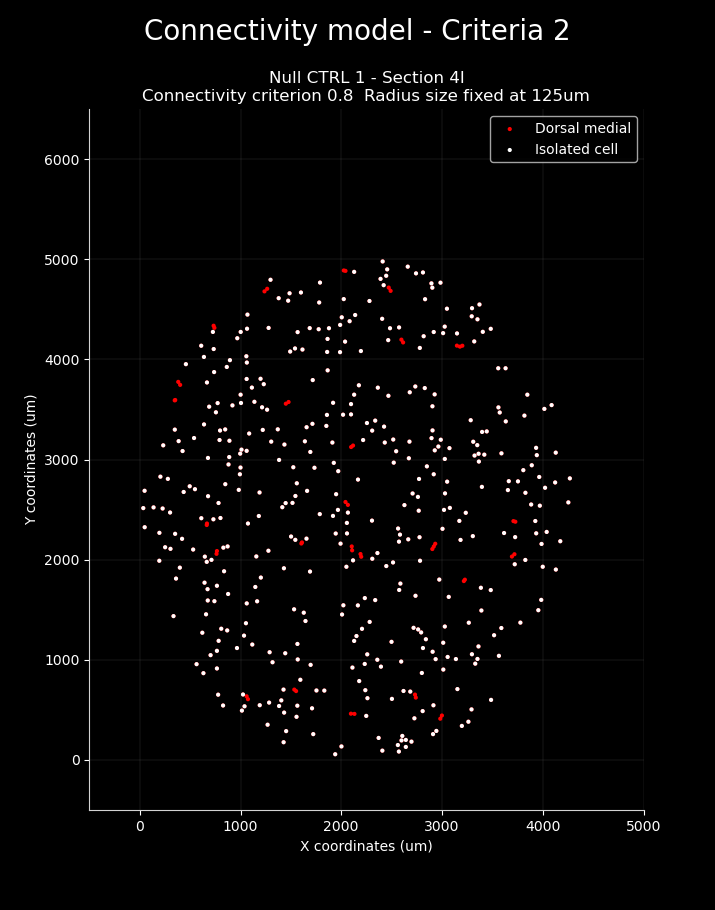 Connectivity model - Criteria 2
Null CTRL 1 - Section 4I
Connectivity criterion 0.8  Radius size fixed at 125um
Dorsal medial
Isolated cell
6000
5000
4000
3000
2000
1000
0
Y coordinates (um)
0
1000
2000
3000
4000
5000
X coordinates (um)